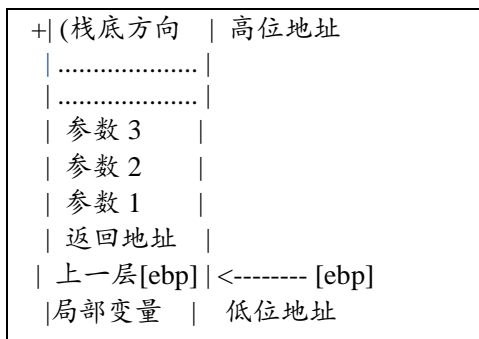 +| (栈底方向 | 高位地址
| .................... |
| .................... |
| 参数 3 |
| 参数 2 |
| 参数 1 |
| 返回地址 |
| 上一层[ebp] | <-------- [ebp]
|局部变量 | 低位地址